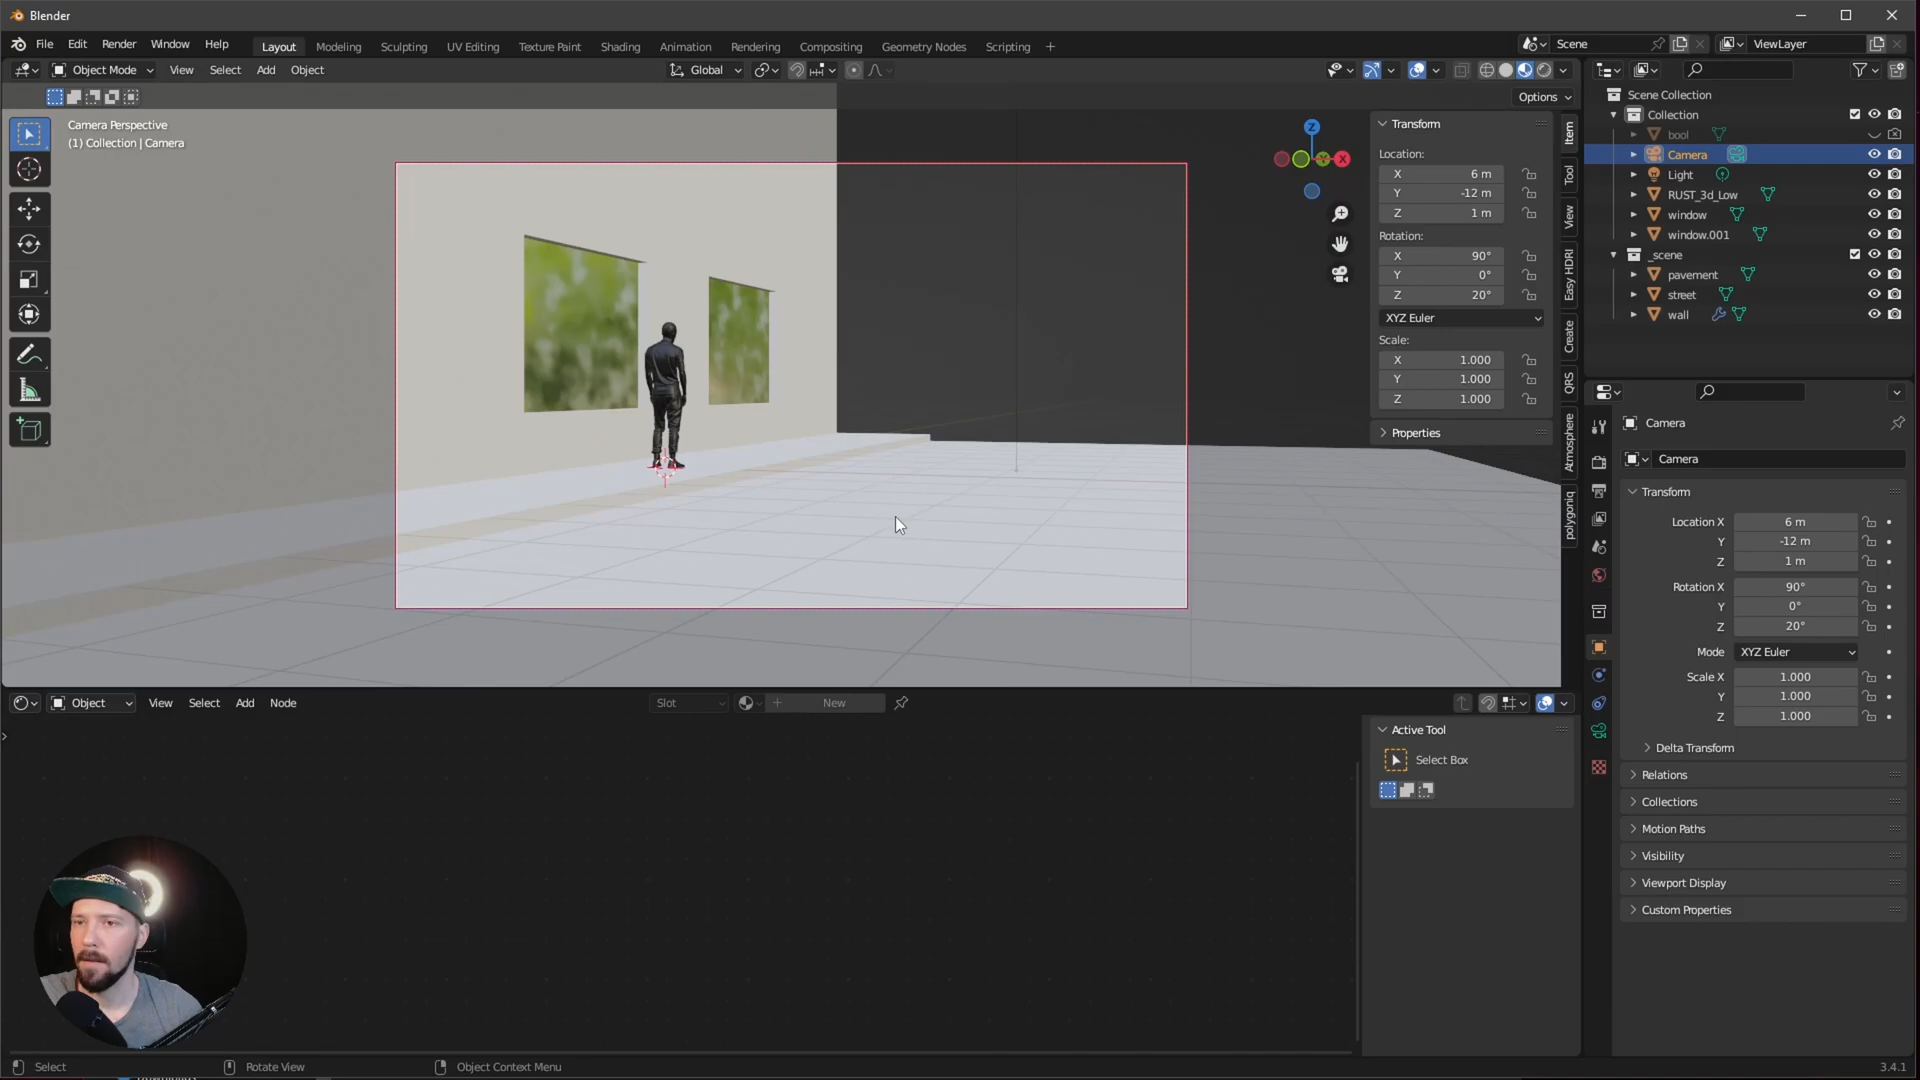 Blender
File Edit Render Window Help
Layout Modeling Sculpting UV Editing Texture Paint Shading Animation Rendering Compositing Geometry Nodes Scripting +
Scene
ViewLayer
Object Mode View Select Add Object
Global
Options
Camera Perspective
(1) Collection | Camera
Z
X
Transform
Location:
X 6 m
Y -12 m
Z 1 m
Rotation:
X 90°
Y 0°
Z 20°
XYZ Euler
Scale:
X 1.000
Y 1.000
Z 1.000
Properties
Item
Tool
View
Easy HDRI
Create
QRS
Atmosphere
polygoniq
Scene Collection
Collection
bool
Camera
Light
RUST_3d_Low
window
window.001
_scene
pavement
street
wall
Camera
Camera
Transform
Location X 6 m
Y -12 m
Z 1 m
Rotation X 90°
Y 0°
Z 20°
Mode XYZ Euler
Scale X 1.000
Y 1.000
Z 1.000
Delta Transform
Relations
Collections
Motion Paths
Visibility
Viewport Display
Custom Properties
Object View Select Add Node
Slot
New
Active Tool
Select Box
Select
Rotate View
Object Context Menu
3.4.1